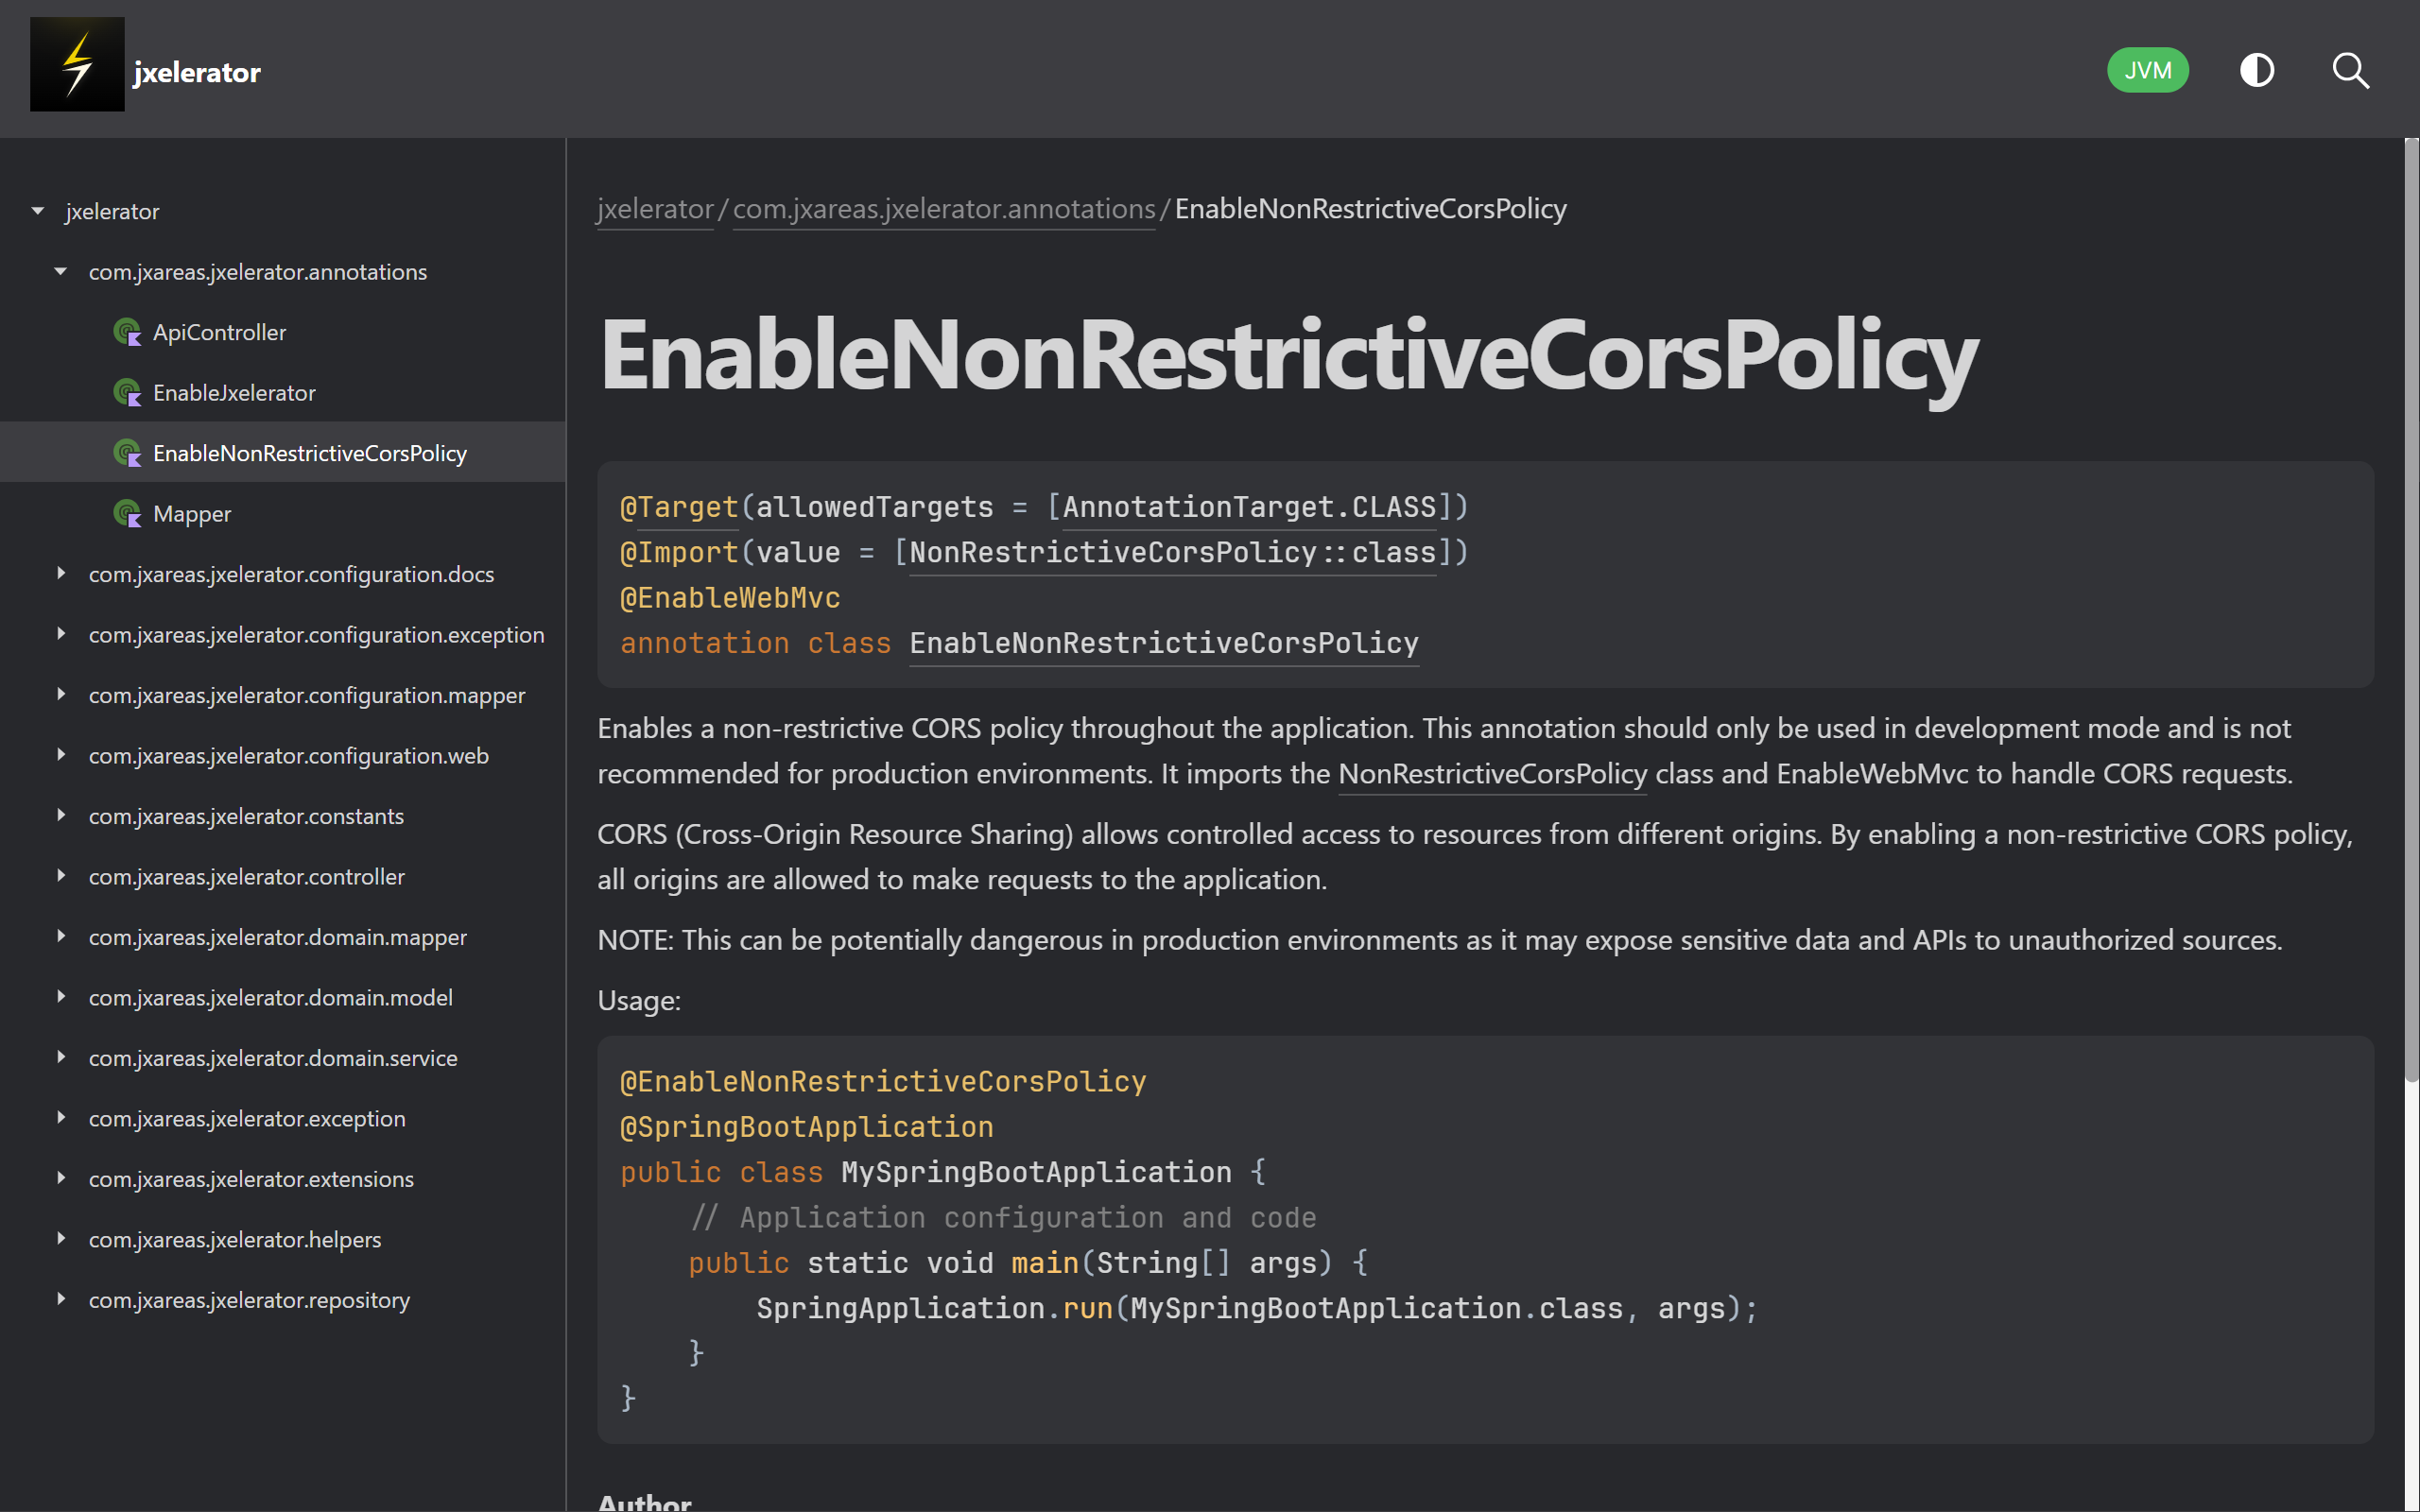 jxelerator
JVM
jxelerator
com.jxareas.jxelerator.annotations
ApiController
EnableJxelerator
EnableNonRestrictiveCorsPolicy
Mapper
com.jxareas.jxelerator.configuration.docs
com.jxareas.jxelerator.configuration.exception
com.jxareas.jxelerator.configuration.mapper
com.jxareas.jxelerator.configuration.web
com.jxareas.jxelerator.constants
com.jxareas.jxelerator.controller
com.jxareas.jxelerator.domain.mapper
com.jxareas.jxelerator.domain.model
com.jxareas.jxelerator.domain.service
com.jxareas.jxelerator.exception
com.jxareas.jxelerator.extensions
com.jxareas.jxelerator.helpers
com.jxareas.jxelerator.repository
jxelerator/com.jxareas.jxelerator.annotations/EnableNonRestrictiveCorsPolicy
EnableNonRestrictiveCorsPolicy
@Target(allowedTargets = [AnnotationTarget.CLASS])
@Import(value = [NonRestrictiveCorsPolicy::class])
@EnableWebMvc
annotation class EnableNonRestrictiveCorsPolicy
Enables a non-restrictive CORS policy throughout the application. This annotation should only be used in development mode and is not
recommended for production environments. It imports the NonRestrictiveCorsPolicy class and EnableWebMvc to handle CORS requests.
CORS (Cross-Origin Resource Sharing) allows controlled access to resources from different origins. By enabling a non-restrictive CORS policy,
all origins are allowed to make requests to the application.
NOTE: This can be potentially dangerous in production environments as it may expose sensitive data and APIs to unauthorized sources.
Usage:
@EnableNonRestrictiveCorsPolicy
@SpringBootApplication
public class MySpringBootApplication {
    // Application configuration and code
    public static void main(String[] args) {
        SpringApplication.run(MySpringBootApplication.class, args);
    }
}
Author